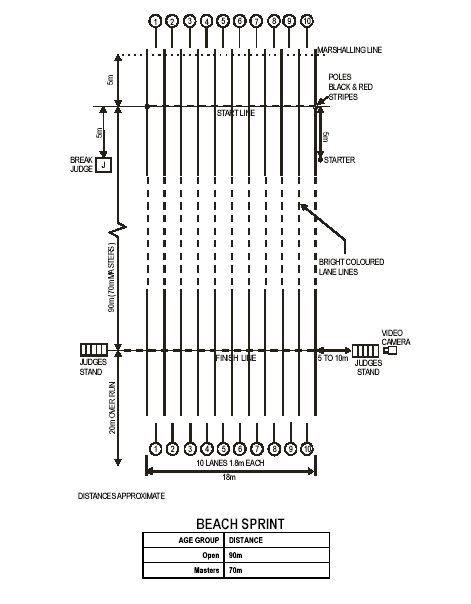 1 2 3 4 5 6 7 8 9 10
MARSHALLING LINE
5m
POLES
BLACK & RED
STRIPES
START LINE
5m
5m
BREAK
JUDGE
J
STARTER
BRIGHT COLOURED
LANE LINES
90m (70m MASTERS)
VIDEO
CAMERA
FINISH LINE
5 TO 10m
JUDGES
STAND
JUDGES
STAND
20m OVER RUN
1 2 3 4 5 6 7 8 9 10
10 LANES 1.8m EACH
18m
DISTANCES APPROXIMATE
BEACH SPRINT
AGE GROUP DISTANCE
Open 90m
Masters 70m